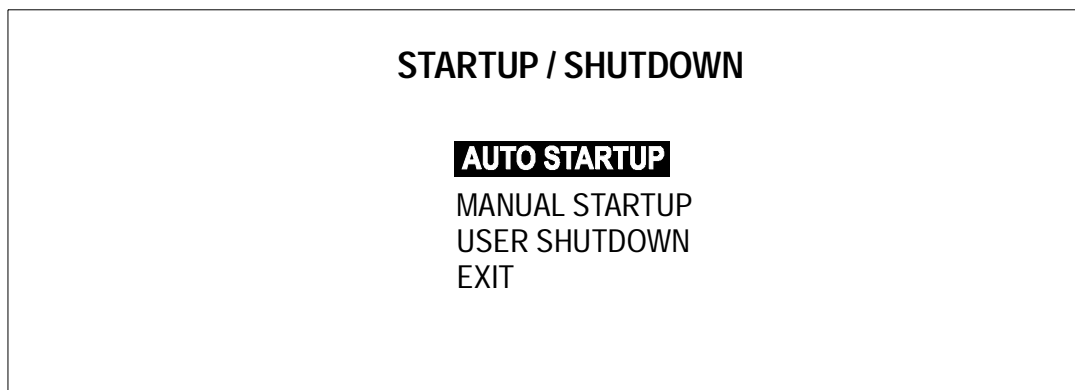 STARTUP / SHUTDOWN
AUTO STARTUP
MANUAL STARTUP
USER SHUTDOWN
EXIT